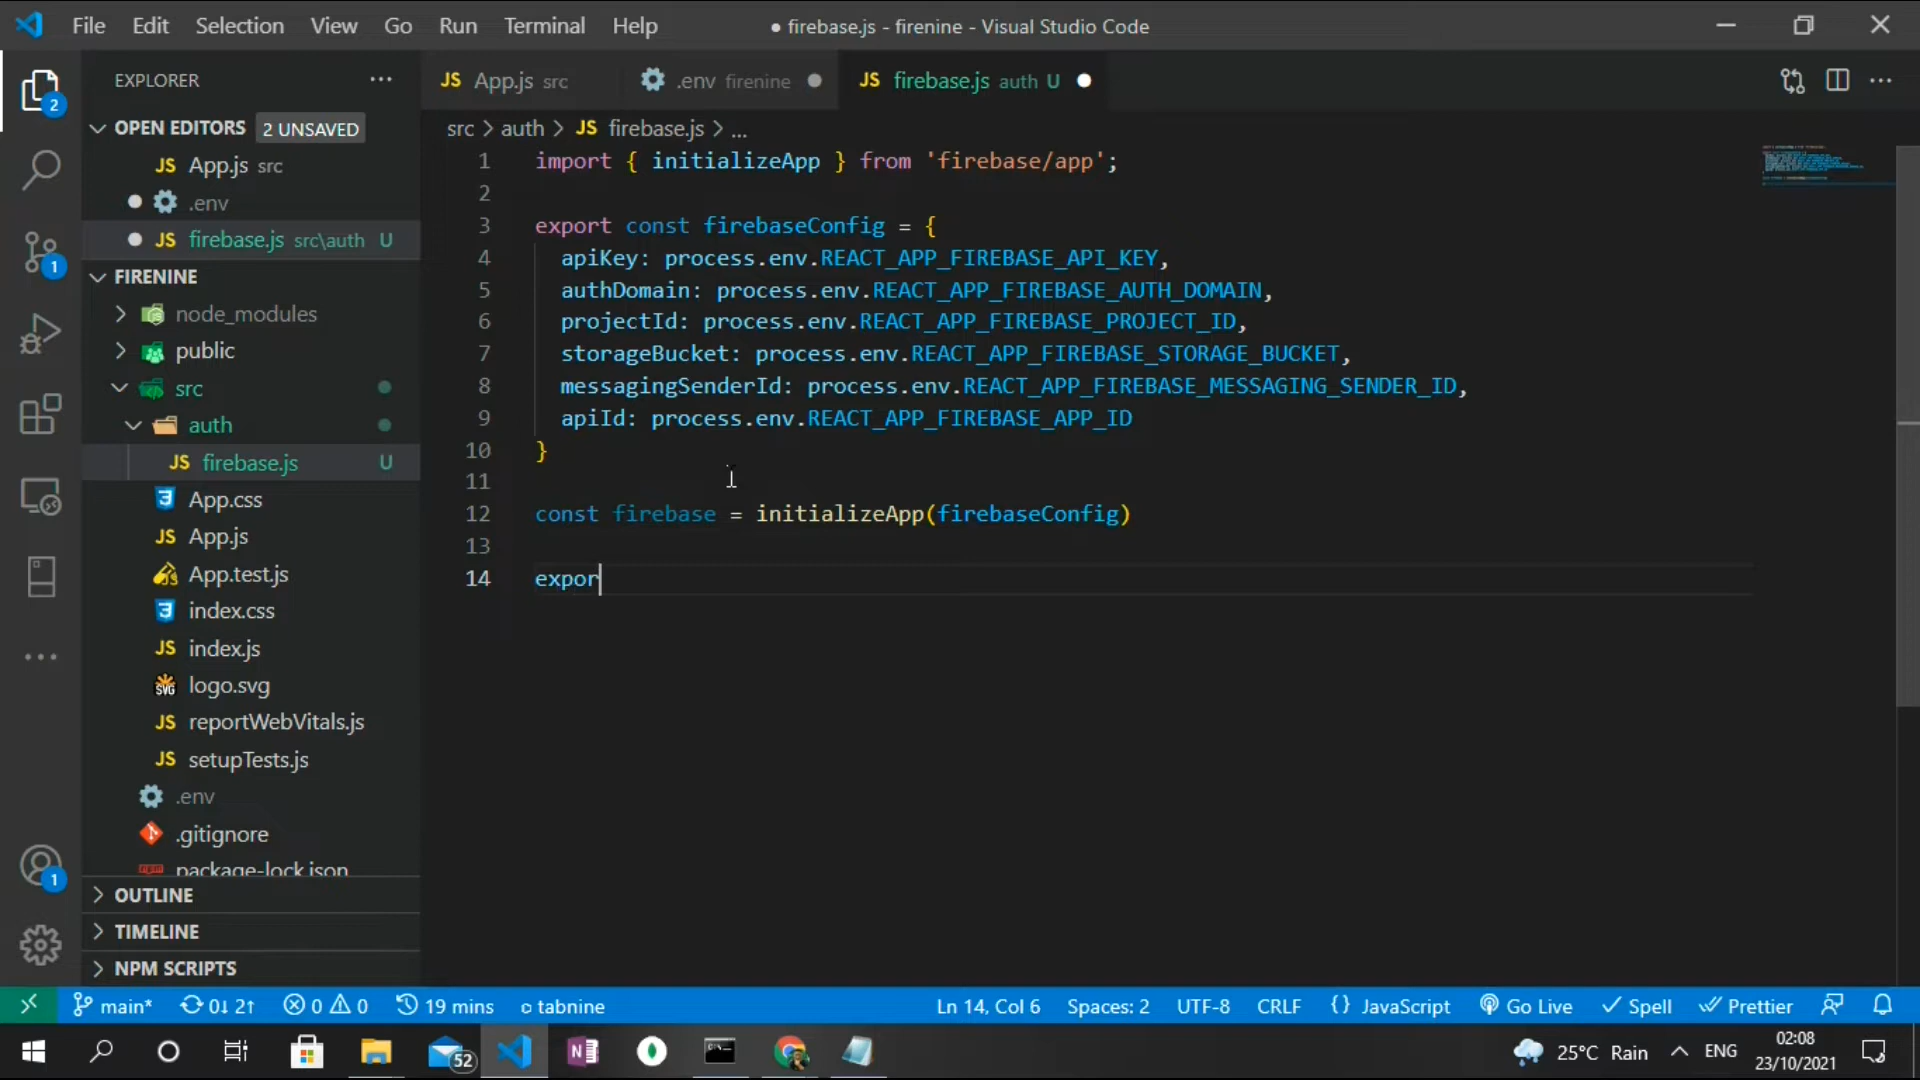 File Edit Selection View Go Run Terminal Help
● firebase.js - firenine - Visual Studio Code
EXPLORER
JS App.js src
.env firenine
JS firebase.js auth U
OPEN EDITORS 2 UNSAVED
JS App.js src
.env
JS firebase.js src\auth U
FIRENINE
node_modules
public
src
auth
JS firebase.js U
App.css
JS App.js
App.test.js
index.css
JS index.js
logo.svg
JS reportWebVitals.js
JS setupTests.js
.env
.gitignore
package-lock.json
OUTLINE
TIMELINE
NPM SCRIPTS
2
1
1
src > auth > JS firebase.js > ...
1 import { initializeApp } from 'firebase/app';
2
3 export const firebaseConfig = {
4 apiKey: process.env.REACT_APP_FIREBASE_API_KEY,
5 authDomain: process.env.REACT_APP_FIREBASE_AUTH_DOMAIN,
6 projectId: process.env.REACT_APP_FIREBASE_PROJECT_ID,
7 storageBucket: process.env.REACT_APP_FIREBASE_STORAGE_BUCKET,
8 messagingSenderId: process.env.REACT_APP_FIREBASE_MESSAGING_SENDER_ID,
9 apiId: process.env.REACT_APP_FIREBASE_APP_ID
10 }
11
12 const firebase = initializeApp(firebaseConfig)
13
14 expor
main* 0↓ 2↑ 0 0 19 mins tabnine
Ln 14, Col 6 Spaces: 2 UTF-8 CRLF {} JavaScript Go Live Spell Prettier
52
25°C Rain ENG
02:08
23/10/2021